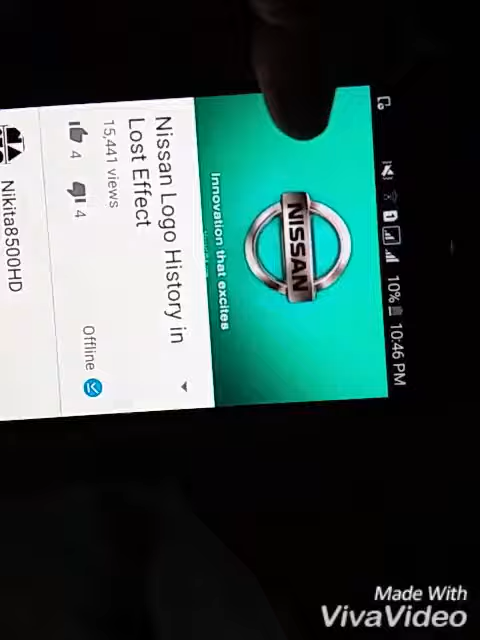 10% 10:46 PM
NISSAN
Innovation that excites
Nissan Logo History in
Lost Effect
15,441 views
4 4
Offline
Nikita8500HD
Made With
VivaVideo